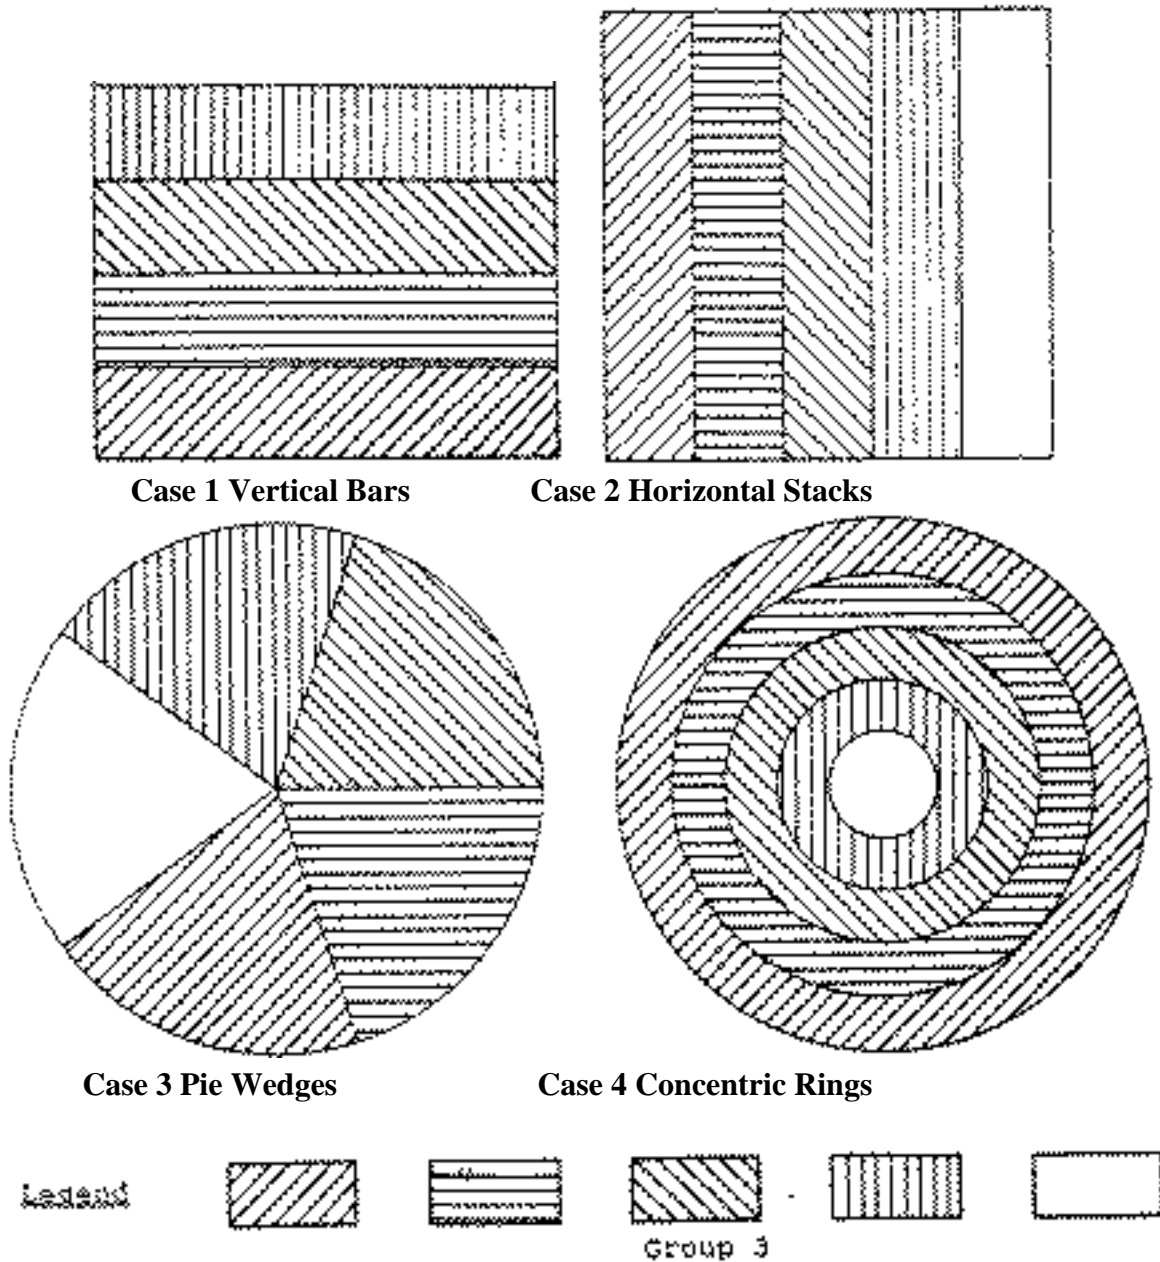 Case 1 Vertical Bars
Case 2 Horizontal Stacks
Case 3 Pie Wedges
Case 4 Concentric Rings
Legend
Group 3